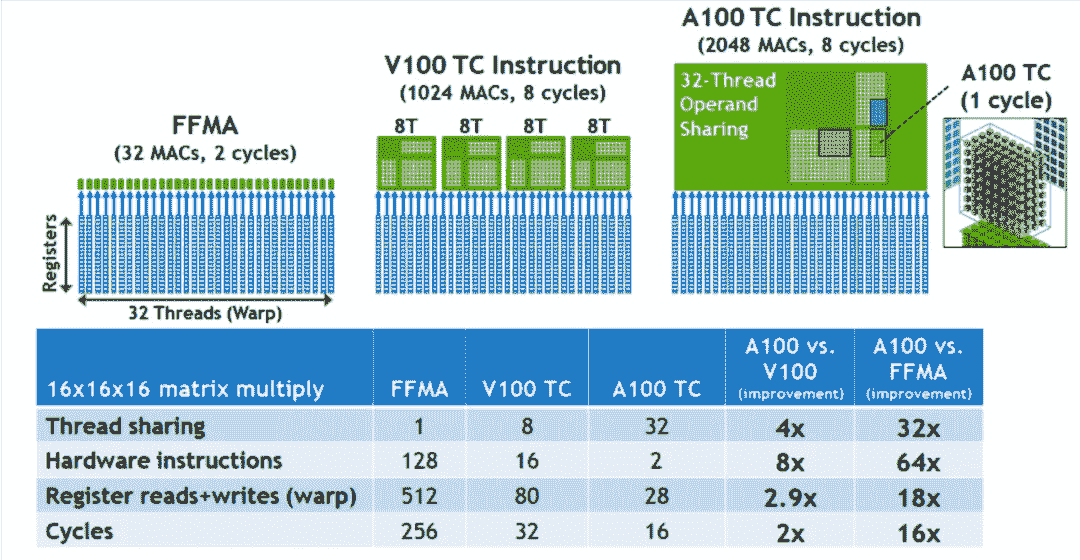 A100 TC Instruction
(2048 MACs, 8 cycles)
V100 TC Instruction
(1024 MACs, 8 cycles)
A100 TC
(1 cycle)
32-Thread
Operand
Sharing
FFMA
(32 MACs, 2 cycles)
8T 8T 8T 8T
Registers
32 Threads (Warp)
16x16x16 matrix multiply FFMA V100 TC A100 TC A100 vs. V100 (improvement) A100 vs. FFMA (improvement)
Thread sharing 1 8 32 4x 32x
Hardware instructions 128 16 2 8x 64x
Register reads+writes (warp) 512 80 28 2.9x 18x
Cycles 256 32 16 2x 16x